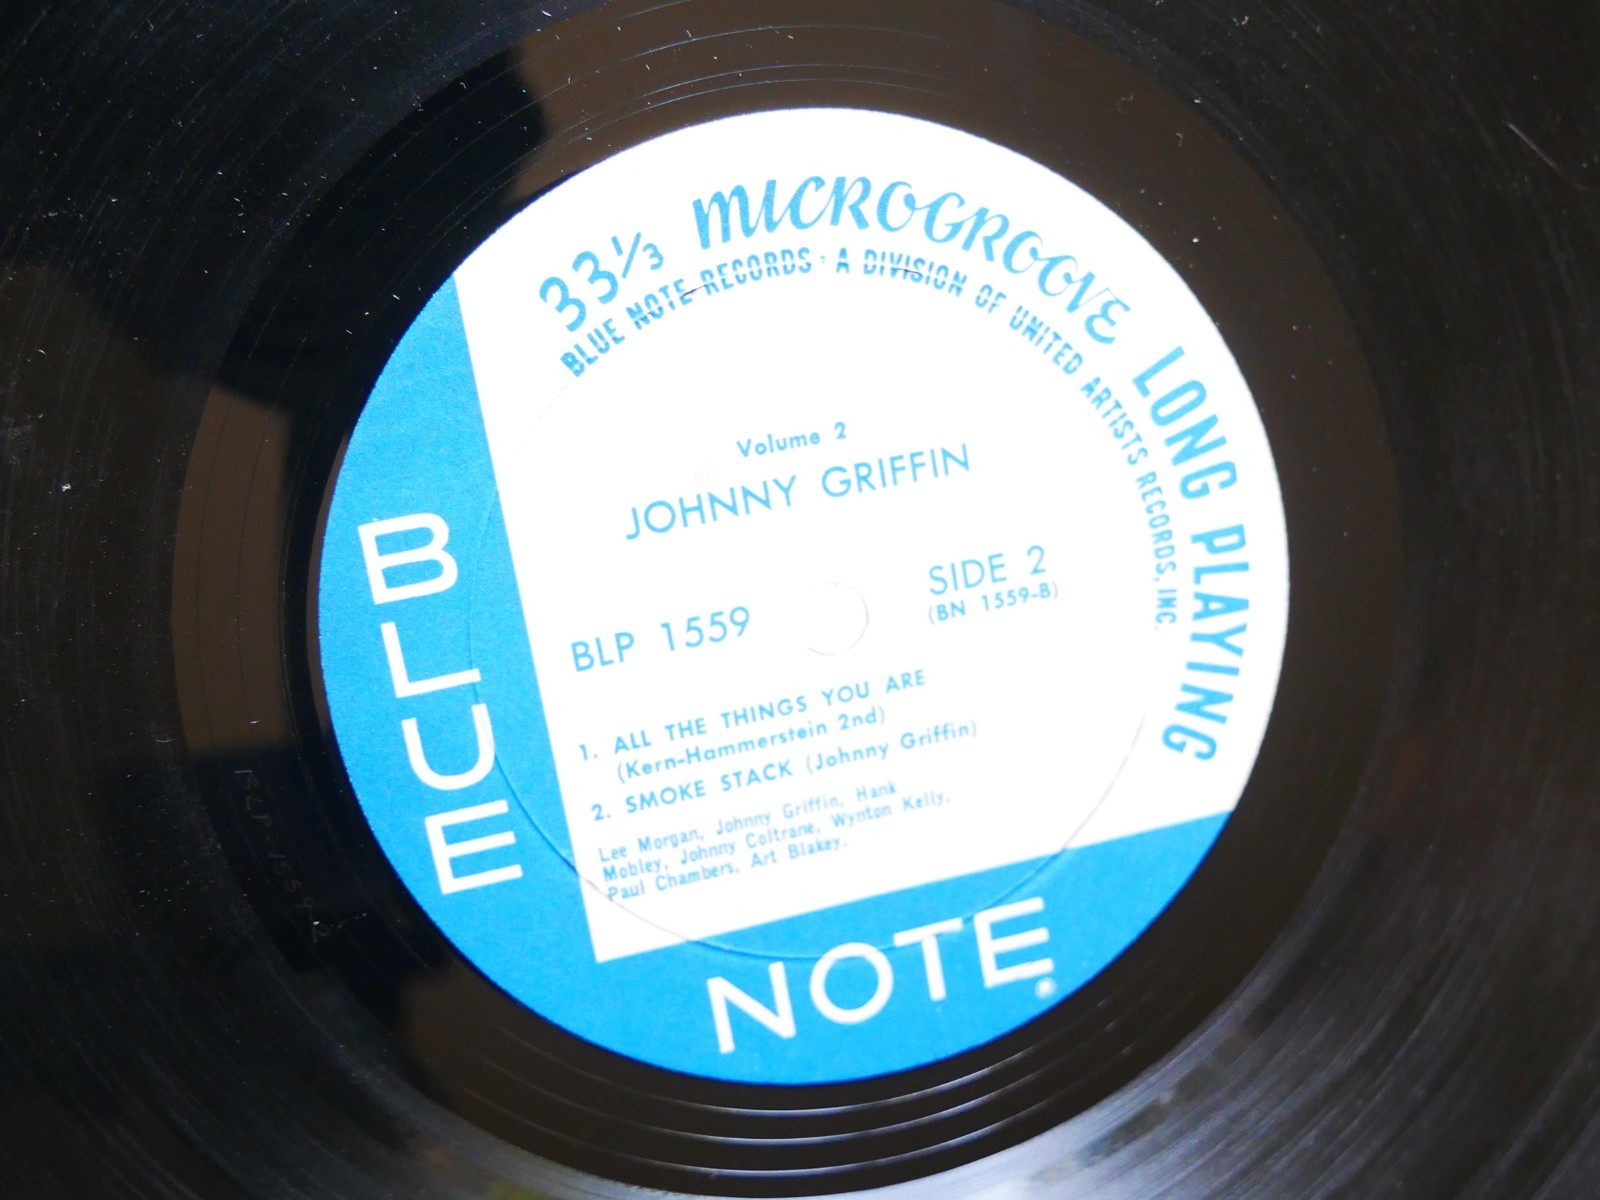 33⅓ MICROGROOVE LONG PLAYING
BLUE NOTE RECORDS · A DIVISION OF UNITED ARTISTS RECORDS, INC.
Volume 2
JOHNNY GRIFFIN
BLP 1559
SIDE 2
(BN 1559-B)
1. ALL THE THINGS YOU ARE
(Kern-Hammerstein 2nd)
2. SMOKE STACK (Johnny Griffin)
Lee Morgan, Johnny Griffin, Hank
Mobley, Johnny Coltrane, Wynton Kelly,
Paul Chambers, Art Blakey.
BLUE
NOTE®